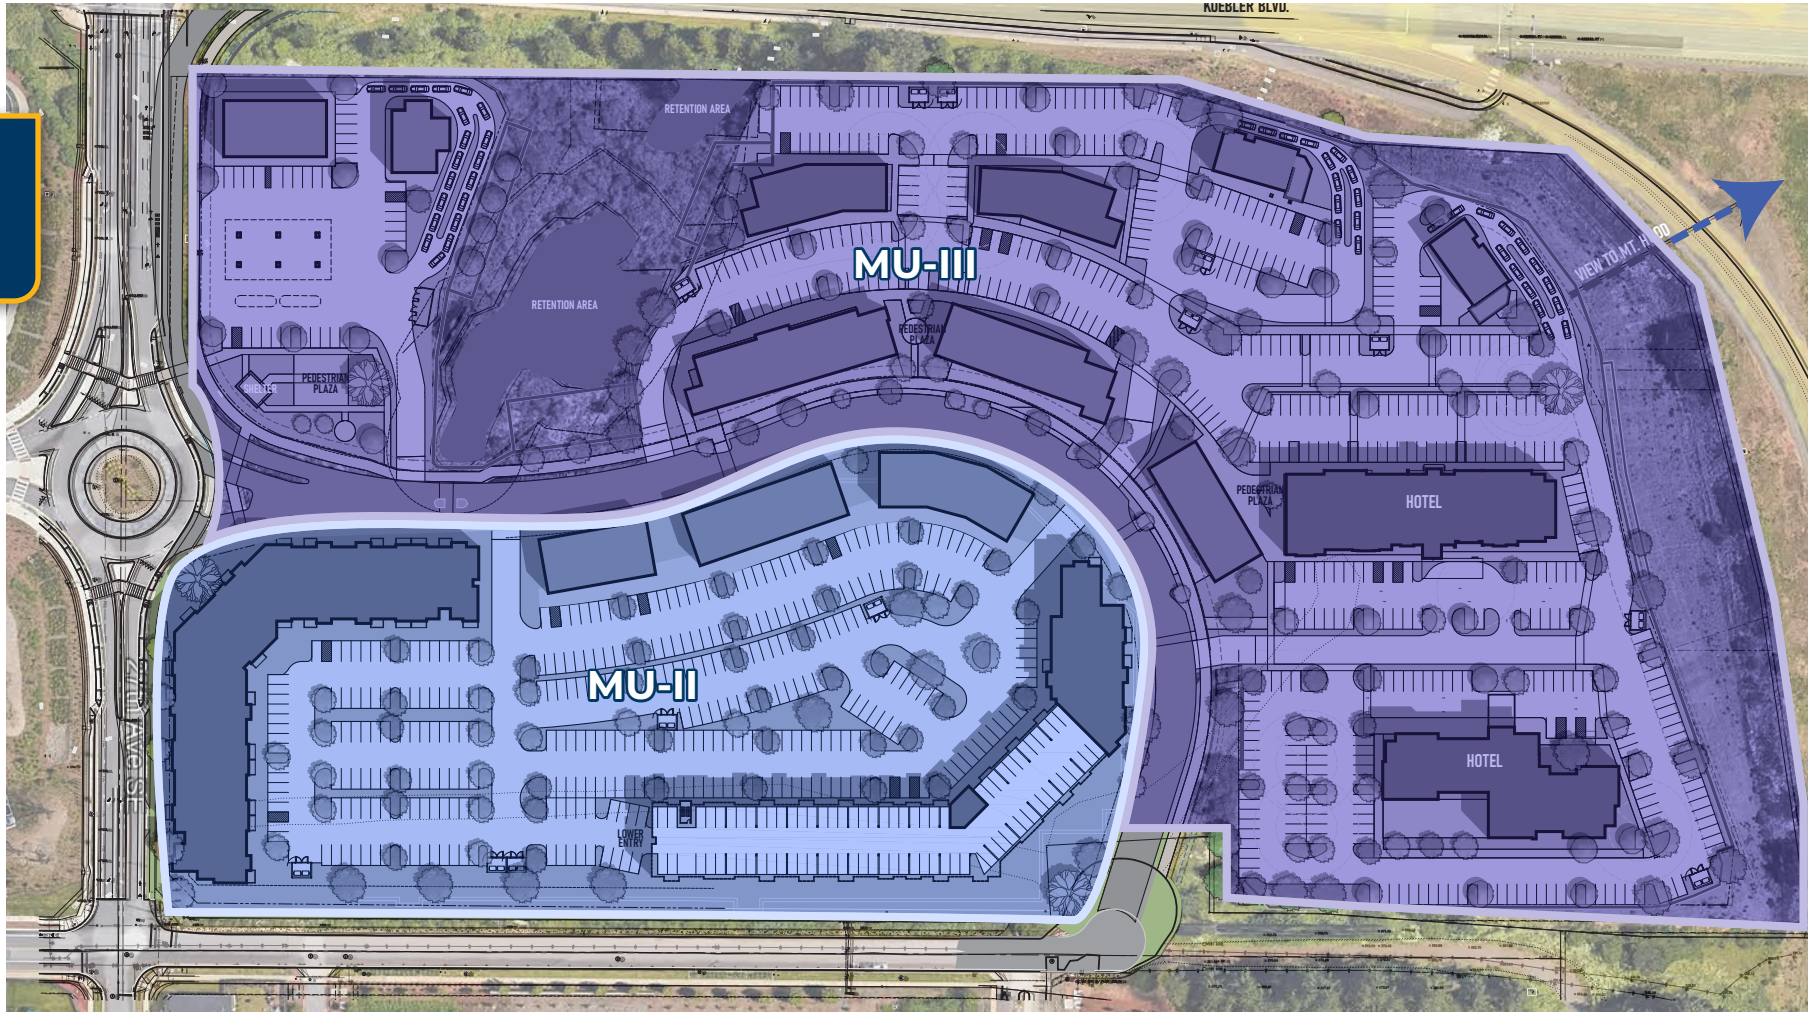 KUEBLER BLVD.
RETENTION AREA
VIEW TO MT. HOOD
MU-III
RETENTION AREA
PEDESTRIAN
PLAZA
SHELTER
PEDESTRIAN
PLAZA
PEDESTRIAN
PLAZA
HOTEL
MU-II
27th Ave SE
HOTEL
LOWER
ENTRY